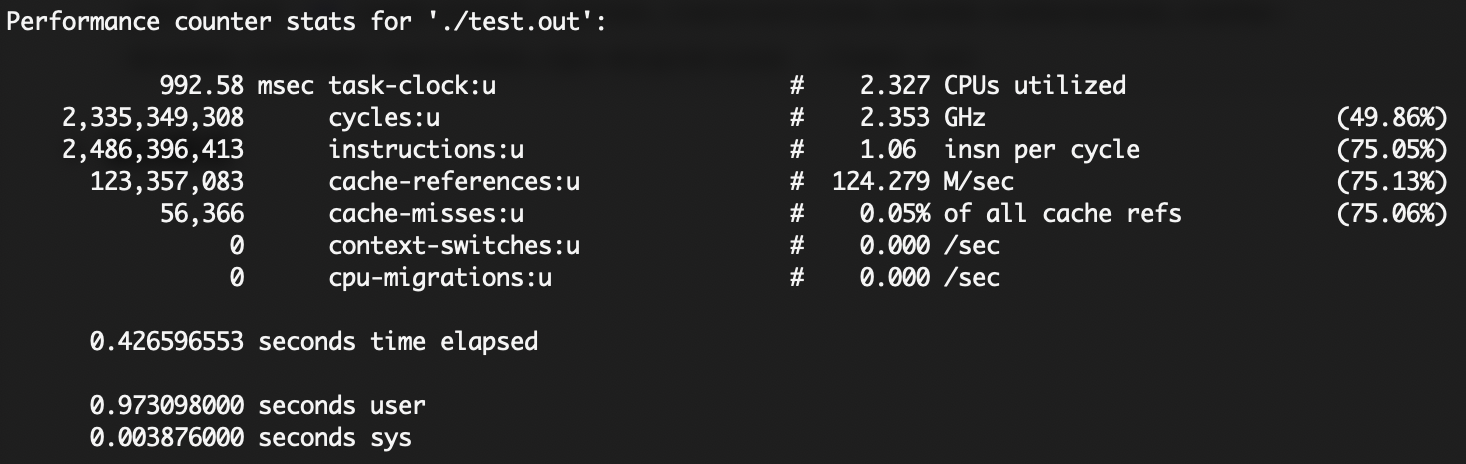 Performance counter stats for './test.out':
992.58 msec task-clock:u # 2.327 CPUs utilized
2,335,349,308 cycles:u # 2.353 GHz (49.86%)
2,486,396,413 instructions:u # 1.06 insn per cycle (75.05%)
123,357,083 cache-references:u # 124.279 M/sec (75.13%)
56,366 cache-misses:u # 0.05% of all cache refs (75.06%)
0 context-switches:u # 0.000 /sec
0 cpu-migrations:u # 0.000 /sec
0.426596553 seconds time elapsed
0.973098000 seconds user
0.003876000 seconds sys